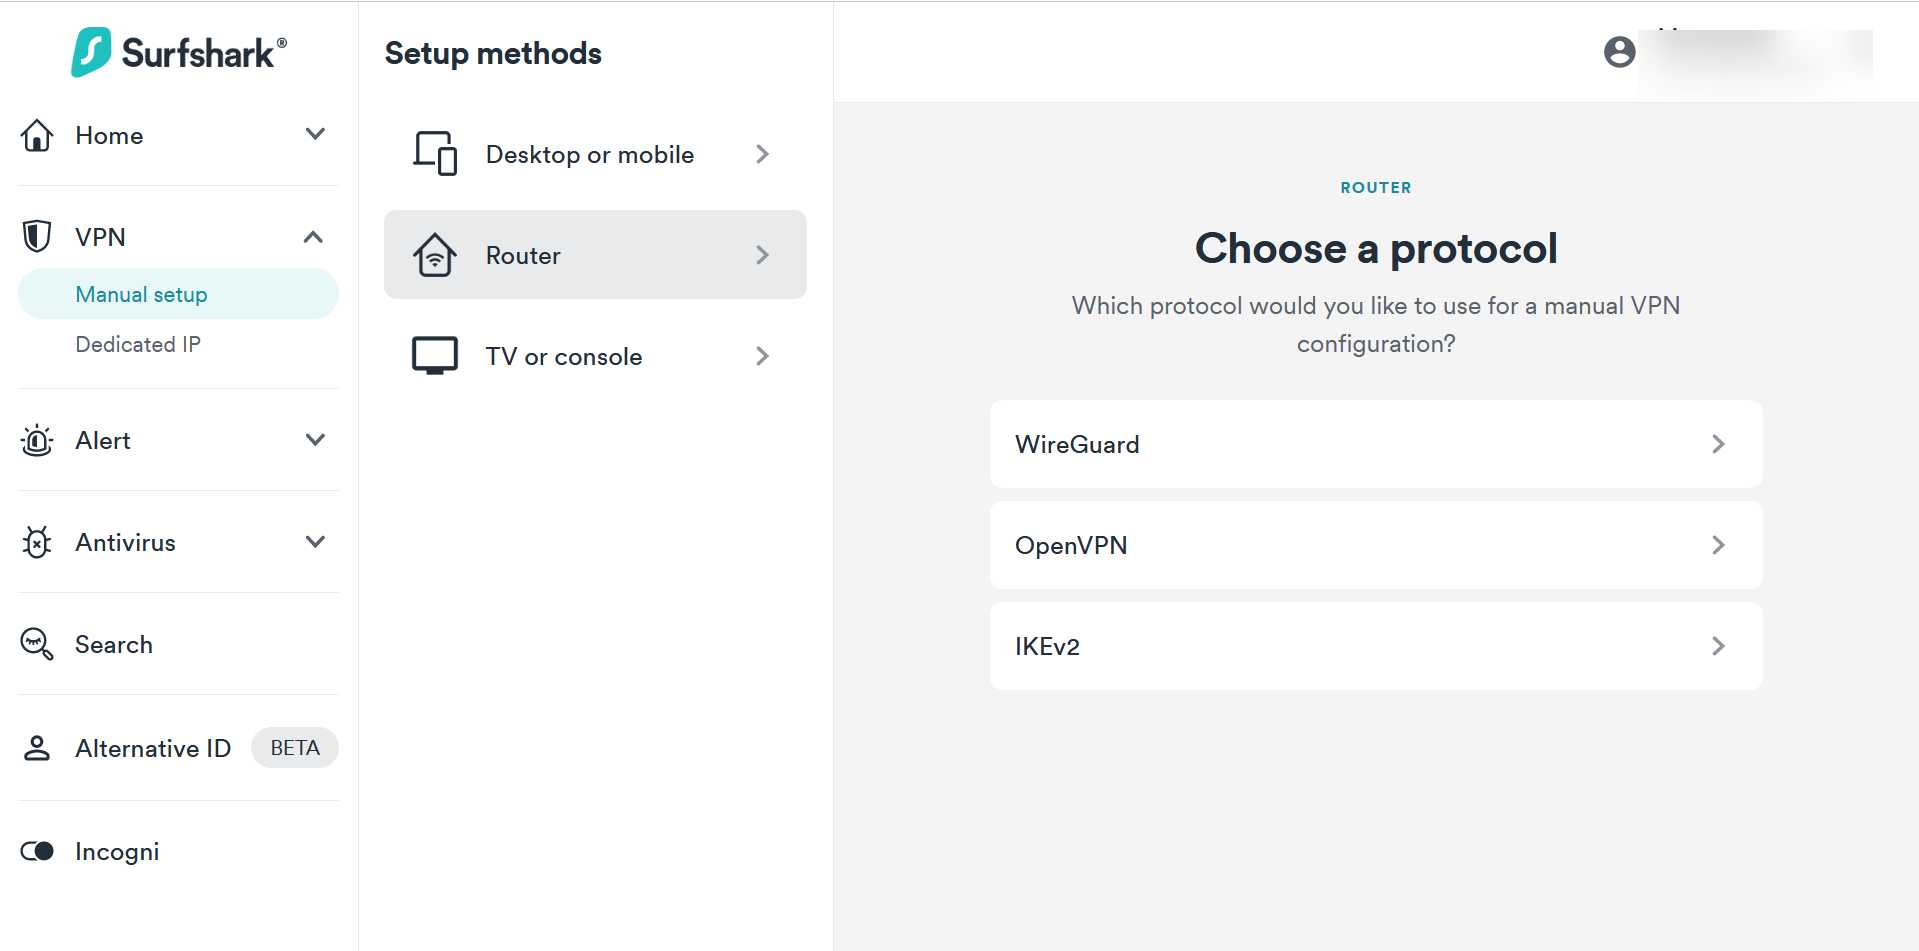 Surfshark®
Home
VPN
Manual setup
Dedicated IP
Alert
Antivirus
Search
Alternative ID BETA
Incogni
Setup methods
Desktop or mobile
Router
TV or console
ROUTER
Choose a protocol
Which protocol would you like to use for a manual VPN
configuration?
WireGuard
OpenVPN
IKEv2